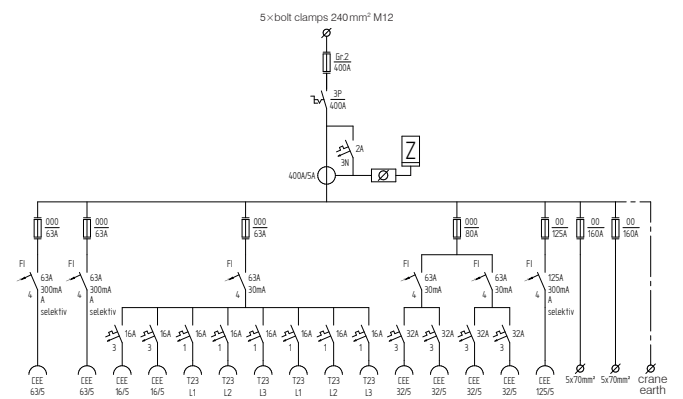 5×bolt clamps 240 mm² M12
Gr.2
400A
3P
400A
2A
3N
Z
400A/5A
000 000 000 000 00 00 00
63A 63A 63A 80A 125A 160A 160A
FI FI FI FI FI FI
63A 63A 63A 63A 63A 125A
4 300mA 4 300mA 4 30mA 4 30mA 4 30mA 4 300mA
A A A
selektiv selektiv selektiv
16A 16A 16A 16A 16A 16A 16A 16A 32A 32A 32A 32A
3 3 1 1 1 1 1 1 3 3 3 3
CEE CEE CEE CEE T23 T23 T23 T23 T23 T23 CEE CEE CEE CEE CEE 5x70mm² 5x70mm² crane
63/5 63/5 16/5 16/5 L1 L2 L3 L1 L2 L3 32/5 32/5 32/5 32/5 125/5 earth